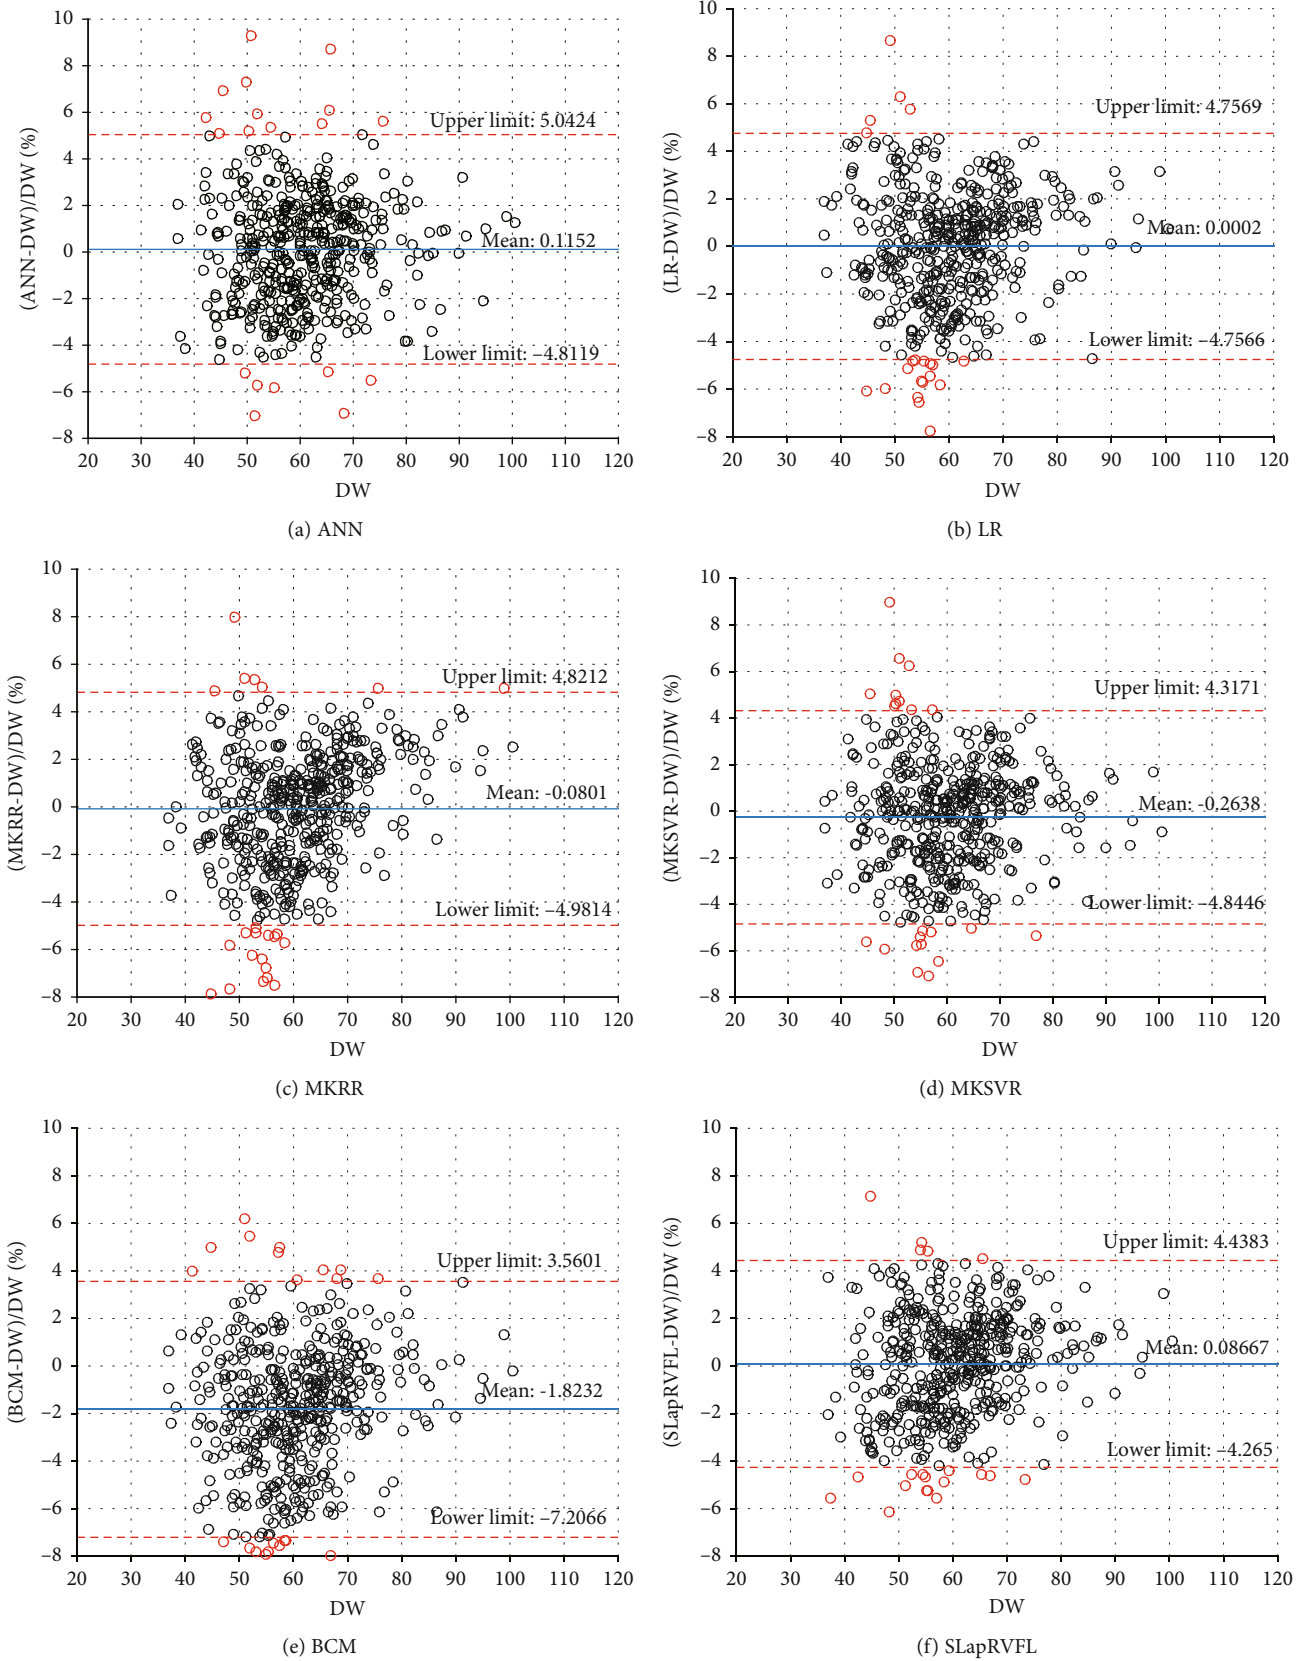 10
8
6
4
2
0
−2
−4
−6
−8
(ANN-DW)/DW (%)
Upper limit: 5.0424
Mean: 0.1152
Lower limit: −4.8119
20 30 40 50 60 70 80 90 100 110 120
DW
(a) ANN
10
8
6
4
2
0
−2
−4
−6
−8
(LR-DW)/DW (%)
Upper limit: 4.7569
Mean: 0.0002
Lower limit: −4.7566
20 30 40 50 60 70 80 90 100 110 120
DW
(b) LR
10
8
6
4
2
0
−2
−4
−6
−8
(MKRR-DW)/DW (%)
Upper limit: 4.8212
Mean: -0.0801
Lower limit: −4.9814
20 30 40 50 60 70 80 90 100 110 120
DW
(c) MKRR
10
8
6
4
2
0
−2
−4
−6
−8
(MKSVR-DW)/DW (%)
Upper limit: 4.3171
Mean: -0.2638
Lower limit: −4.8446
20 30 40 50 60 70 80 90 100 110 120
DW
(d) MKSVR
10
8
6
4
2
0
−2
−4
−6
−8
(BCM-DW)/DW (%)
Upper limit: 3.5601
Mean: -1.8232
Lower limit: −7.2066
20 30 40 50 60 70 80 90 100 110 120
DW
(e) BCM
10
8
6
4
2
0
−2
−4
−6
−8
(SLapRVFL-DW)/DW (%)
Upper limit: 4.4383
Mean: 0.08667
Lower limit: −4.265
20 30 40 50 60 70 80 90 100 110 120
DW
(f) SLapRVFL